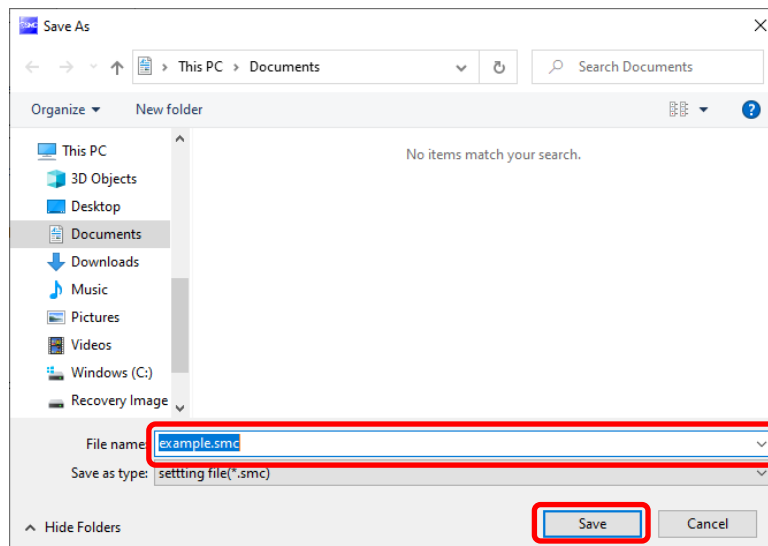 SMC Save As
This PC > Documents Search Documents
Organize New folder ?
This PC
3D Objects
Desktop
Documents
Downloads
Music
Pictures
Videos
Windows (C:)
Recovery Image
No items match your search.
File name: example.smc
Save as type: settting file(*.smc)
Hide Folders Save Cancel